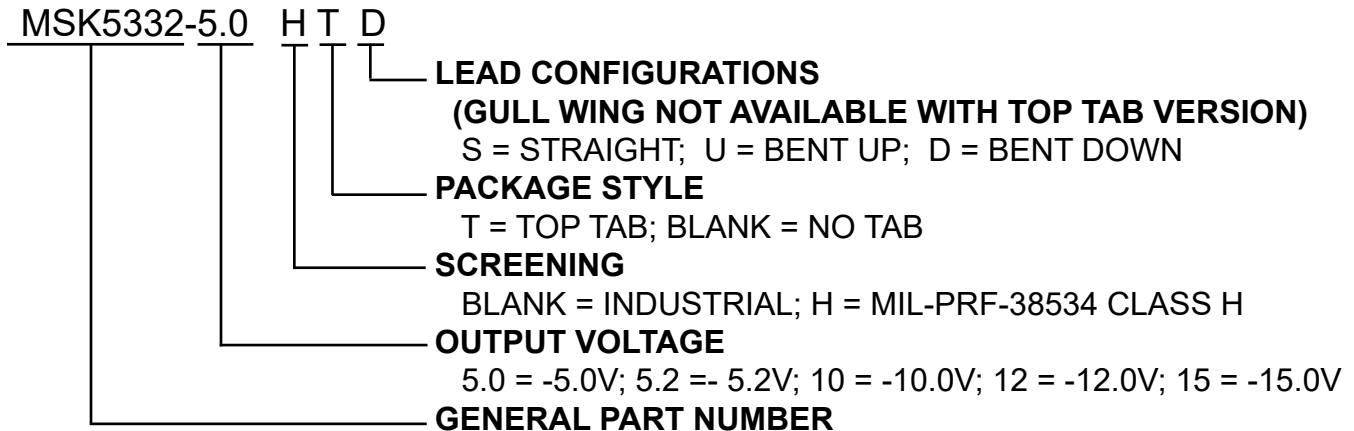 MSK5332-5.0 H T D
LEAD CONFIGURATIONS
(GULL WING NOT AVAILABLE WITH TOP TAB VERSION)
S = STRAIGHT; U = BENT UP; D = BENT DOWN
PACKAGE STYLE
T = TOP TAB; BLANK = NO TAB
SCREENING
BLANK = INDUSTRIAL; H = MIL-PRF-38534 CLASS H
OUTPUT VOLTAGE
5.0 = -5.0V; 5.2 =- 5.2V; 10 = -10.0V; 12 = -12.0V; 15 = -15.0V
GENERAL PART NUMBER